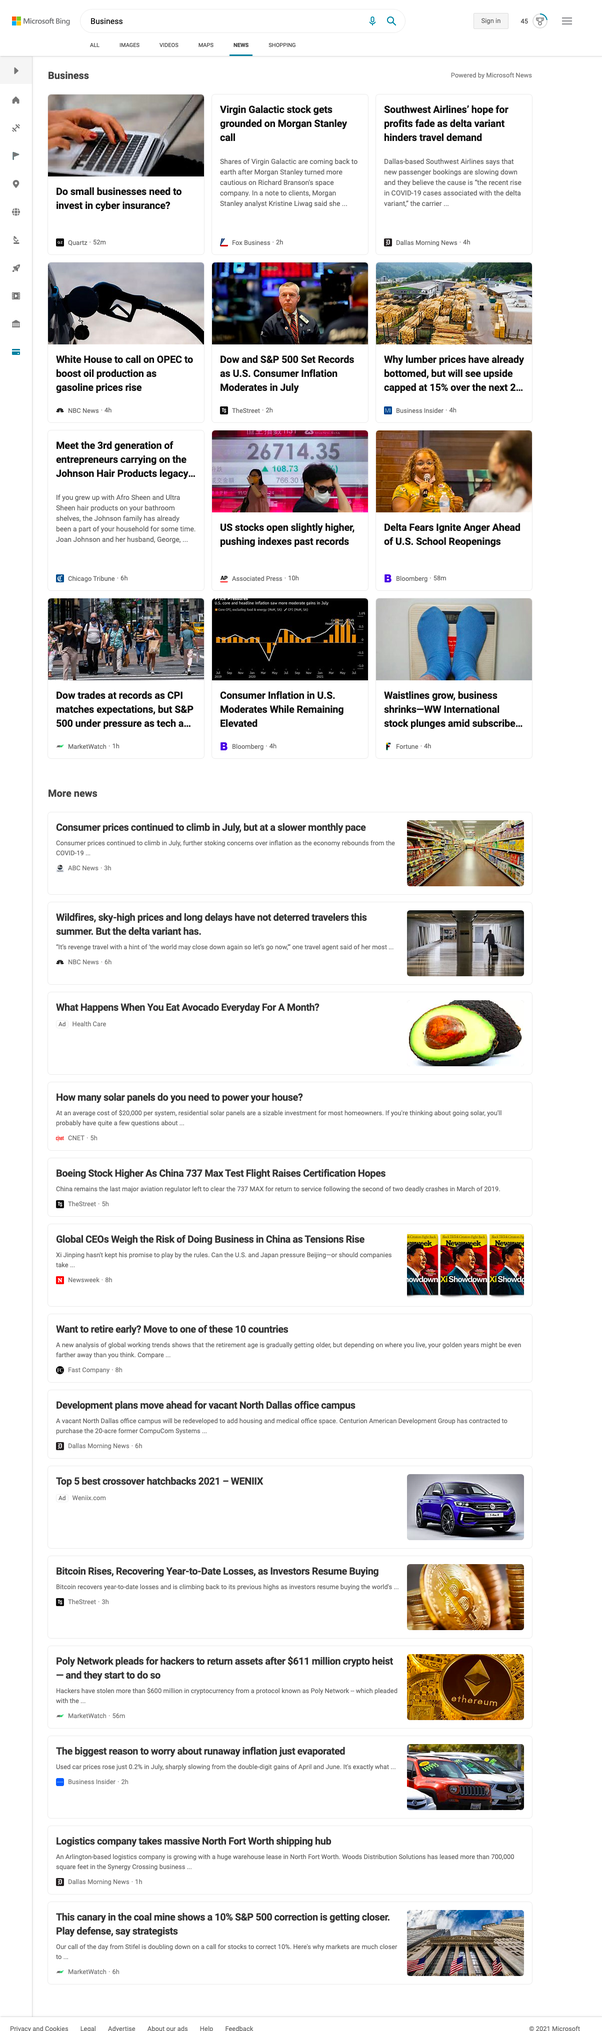 Microsoft Bing
Business
Sign in
45
ALL IMAGES VIDEOS MAPS NEWS SHOPPING
Business
Powered by Microsoft News
Do small businesses need to
invest in cyber insurance?
Quartz · 52m
Virgin Galactic stock gets
grounded on Morgan Stanley
call
Shares of Virgin Galactic are coming back to
earth after Morgan Stanley turned more
cautious on Richard Branson's space
company. In a note to clients, Morgan
Stanley analyst Kristine Liwag said she ...
Fox Business · 2h
Southwest Airlines' hope for
profits fade as delta variant
hinders travel demand
Dallas-based Southwest Airlines says that
new passenger bookings are slowing down
and they believe the cause is "the recent rise
in COVID-19 cases associated with the delta
variant," the carrier ...
Dallas Morning News · 4h
White House to call on OPEC to
boost oil production as
gasoline prices rise
NBC News · 4h
Dow and S&P 500 Set Records
as U.S. Consumer Inflation
Moderates in July
TheStreet · 2h
Why lumber prices have already
bottomed, but will see upside
capped at 15% over the next 2...
Business Insider · 4h
Meet the 3rd generation of
entrepreneurs carrying on the
Johnson Hair Products legacy...
If you grew up with Afro Sheen and Ultra
Sheen hair products on your bathroom
shelves, the Johnson family has already
been a part of your household for some time.
Joan Johnson and her husband, George, ...
Chicago Tribune · 6h
26714.35
108.73
US stocks open slightly higher,
pushing indexes past records
Associated Press · 10h
Delta Fears Ignite Anger Ahead
of U.S. School Reopenings
Bloomberg · 58m
Dow trades at records as CPI
matches expectations, but S&P
500 under pressure as tech a...
MarketWatch · 1h
U.S. core and headline inflation saw more moderate gains in July
Consumer Inflation in U.S.
Moderates While Remaining
Elevated
Bloomberg · 4h
Waistlines grow, business
shrinks—WW International
stock plunges amid subscribe...
Fortune · 4h
More news
Consumer prices continued to climb in July, but at a slower monthly pace
Consumer prices continued to climb in July, further stoking concerns over inflation as the economy rebounds from the
COVID-19 ...
ABC News · 3h
Wildfires, sky-high prices and long delays have not deterred travelers this
summer. But the delta variant has.
"It's revenge travel with a hint of 'the world may close down again so let's go now,'" one travel agent said of her most ...
NBC News · 6h
What Happens When You Eat Avocado Everyday For A Month?
Ad Health Care
How many solar panels do you need to power your house?
At an average cost of $20,000 per system, residential solar panels are a sizable investment for most homeowners. If you're thinking about going solar, you'll
probably have quite a few questions about ...
CNET · 5h
Boeing Stock Higher As China 737 Max Test Flight Raises Certification Hopes
China remains the last major aviation regulator left to clear the 737 MAX for return to service following the second of two deadly crashes in March of 2019.
TheStreet · 5h
Global CEOs Weigh the Risk of Doing Business in China as Tensions Rise
Xi Jinping hasn't kept his promise to play by the rules. Can the U.S. and Japan pressure Beijing—or should companies
take ...
Newsweek · 8h
Newsweek
Xi Showdown
Want to retire early? Move to one of these 10 countries
A new analysis of global working trends shows that the retirement age is gradually getting older, but depending on where you live, your golden years might be even
farther away than you think. Compare ...
Fast Company · 8h
Development plans move ahead for vacant North Dallas office campus
A vacant North Dallas office campus will be redeveloped to add housing and medical office space. Centurion American Development Group has contracted to
purchase the 20-acre former CompuCom Systems ...
Dallas Morning News · 6h
Top 5 best crossover hatchbacks 2021 – WENIIX
Ad Weniix.com
Bitcoin Rises, Recovering Year-to-Date Losses, as Investors Resume Buying
Bitcoin recovers year-to-date losses and is climbing back to its previous highs as investors resume buying the world's ...
TheStreet · 3h
Poly Network pleads for hackers to return assets after $611 million crypto heist
— and they start to do so
Hackers have stolen more than $600 million in cryptocurrency from a protocol known as Poly Network – which pleaded
with the ...
MarketWatch · 56m
ethereum
The biggest reason to worry about runaway inflation just evaporated
Used car prices rose just 0.2% in July, sharply slowing from the double-digit gains of April and June. It's exactly what ...
Business Insider · 2h
Logistics company takes massive North Fort Worth shipping hub
An Arlington-based logistics company is growing with a huge warehouse lease in North Fort Worth. Woods Distribution Solutions has leased more than 700,000
square feet in the Synergy Crossing business ...
Dallas Morning News · 1h
This canary in the coal mine shows a 10% S&P 500 correction is getting closer.
Play defense, say strategists
Our call of the day from Stifel is doubling down on a call for stocks to correct 10%. Here's why markets are much closer
to ...
MarketWatch · 6h
Privacy and Cookies Legal Advertise About our ads Help Feedback
© 2021 Microsoft